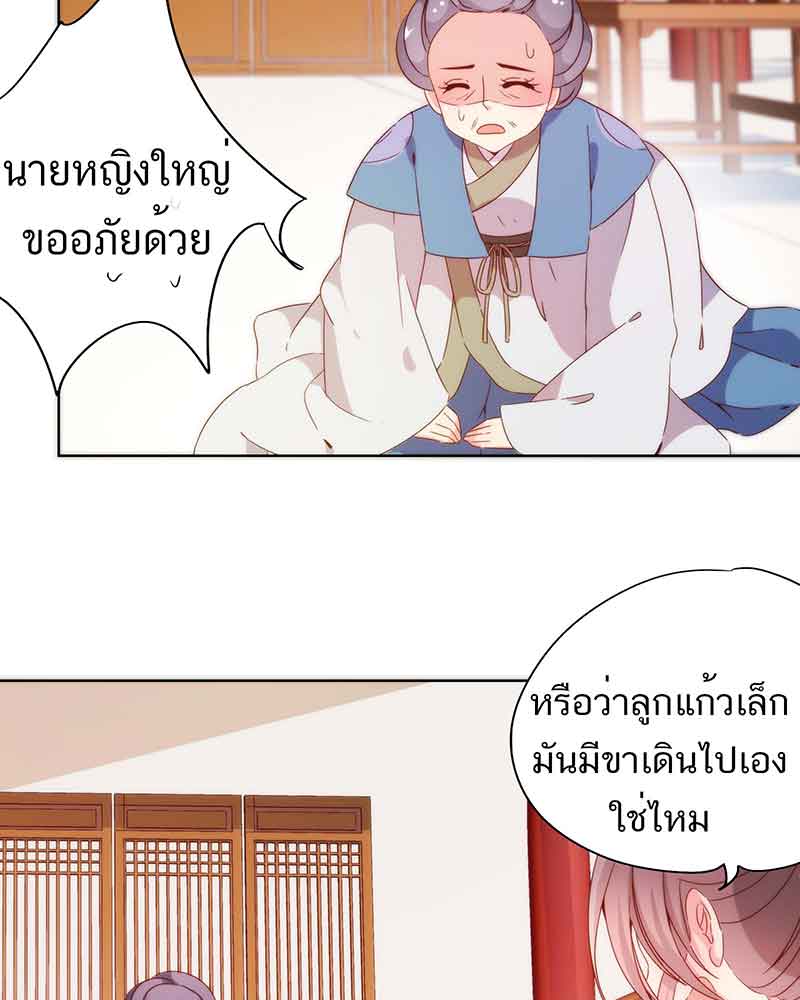 นายหญิงใหญ่
ขออภัยด้วย
หรือว่าลูกแก้วเล็ก
มันมีขาเดินไปเอง
ใช่ไหม